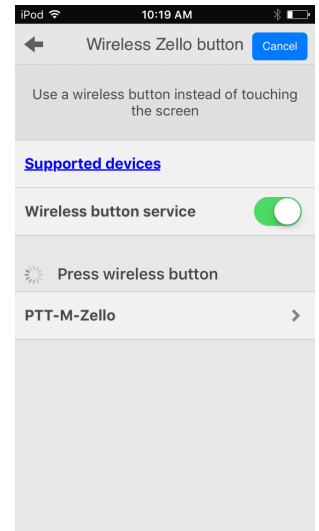 iPod 10:19 AM
Wireless Zello button Cancel
Use a wireless button instead of touching
the screen
Supported devices
Wireless button service
Press wireless button
PTT-M-Zello